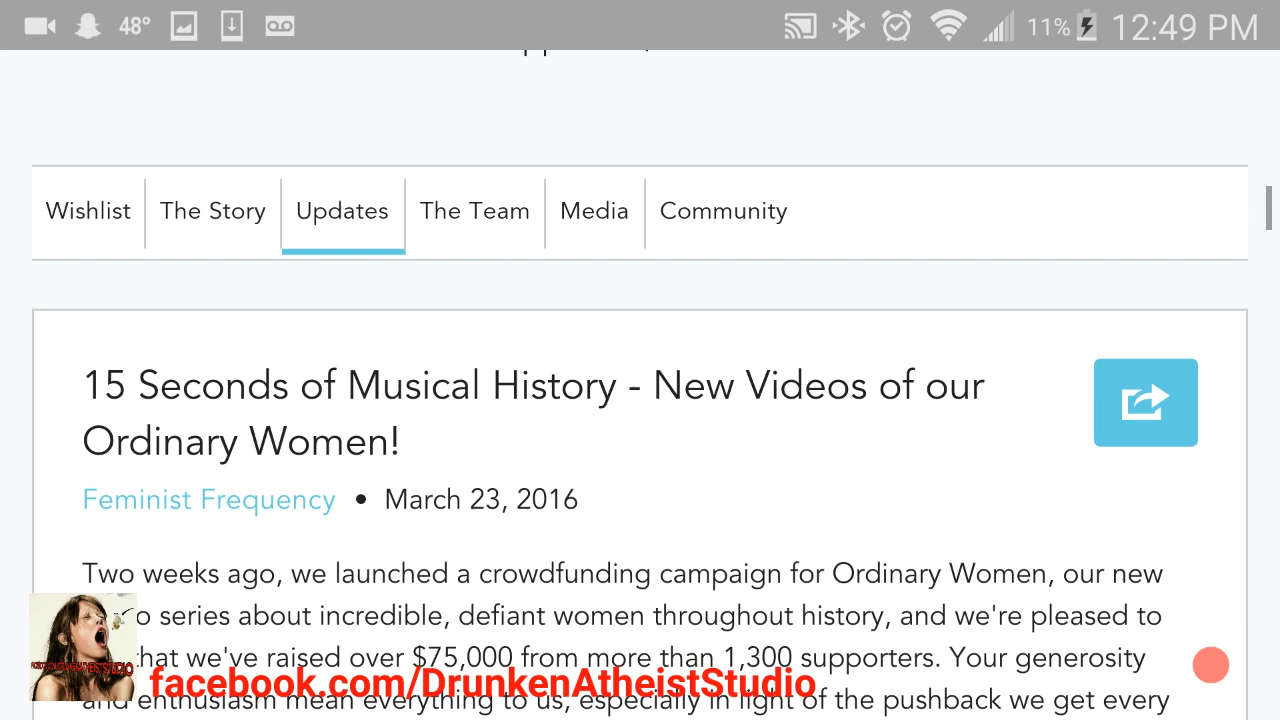 48° 11% 12:49 PM
Wishlist The Story Updates The Team Media Community
15 Seconds of Musical History - New Videos of our
Ordinary Women!
Feminist Frequency • March 23, 2016
Two weeks ago, we launched a crowdfunding campaign for Ordinary Women, our new
series about incredible, defiant women throughout history, and we're pleased to
that we've raised over $75,000 from more than 1,300 supporters. Your generosity
facebook.com/DrunkenAtheistStudio
and enthusiasm mean everything to us, especially in light of the pushback we get every